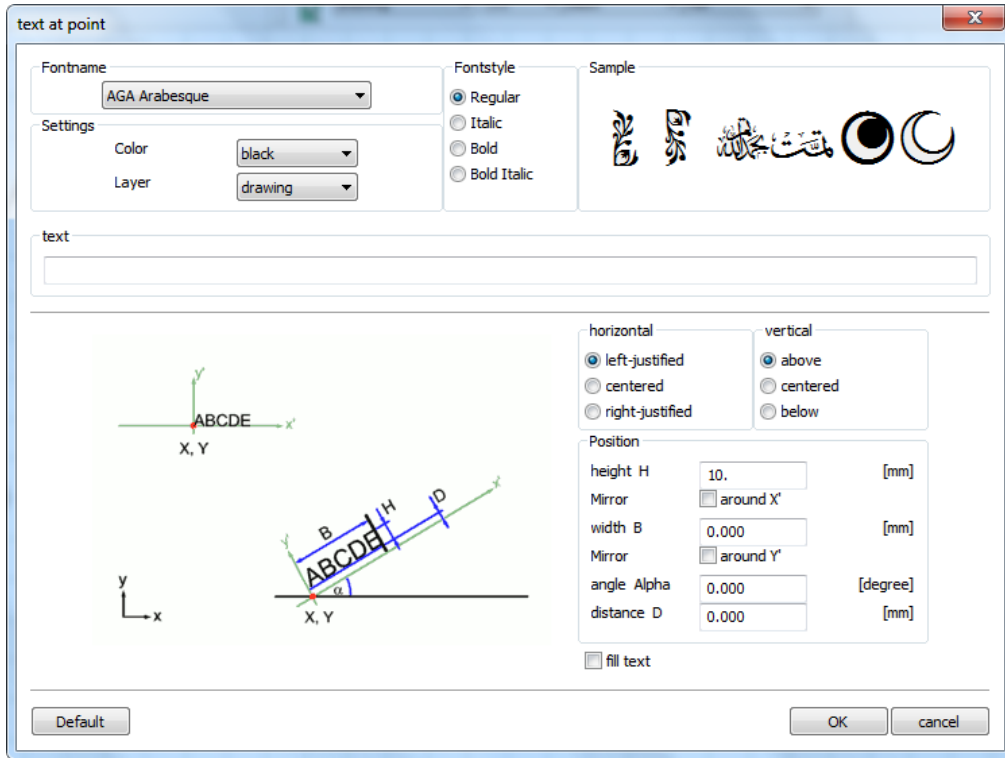 text at point
Fontname
AGA Arabesque
Settings
Color
black
Layer
drawing
Fontstyle
Regular
Italic
Bold
Bold Italic
Sample
text
y'
ABCDE
x'
X, Y
B
H
D
x'
y'
ABCDE
α
X, Y
y
x
horizontal
left-justified
centered
right-justified
vertical
above
centered
below
Position
height H 10. [mm]
Mirror around X'
width B 0.000 [mm]
Mirror around Y'
angle Alpha 0.000 [degree]
distance D 0.000 [mm]
fill text
Default
OK
cancel